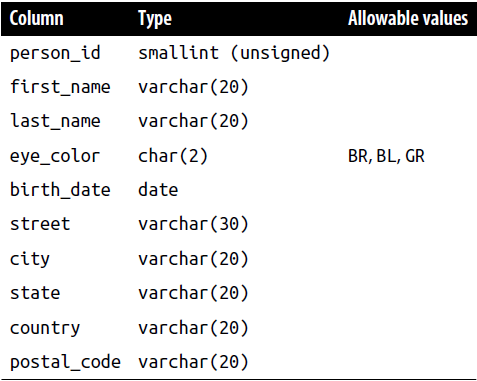 Column Type Allowable values
person_id smallint (unsigned)
first_name varchar(20)
last_name varchar(20)
eye_color char(2) BR, BL, GR
birth_date date
street varchar(30)
city varchar(20)
state varchar(20)
country varchar(20)
postal_code varchar(20)